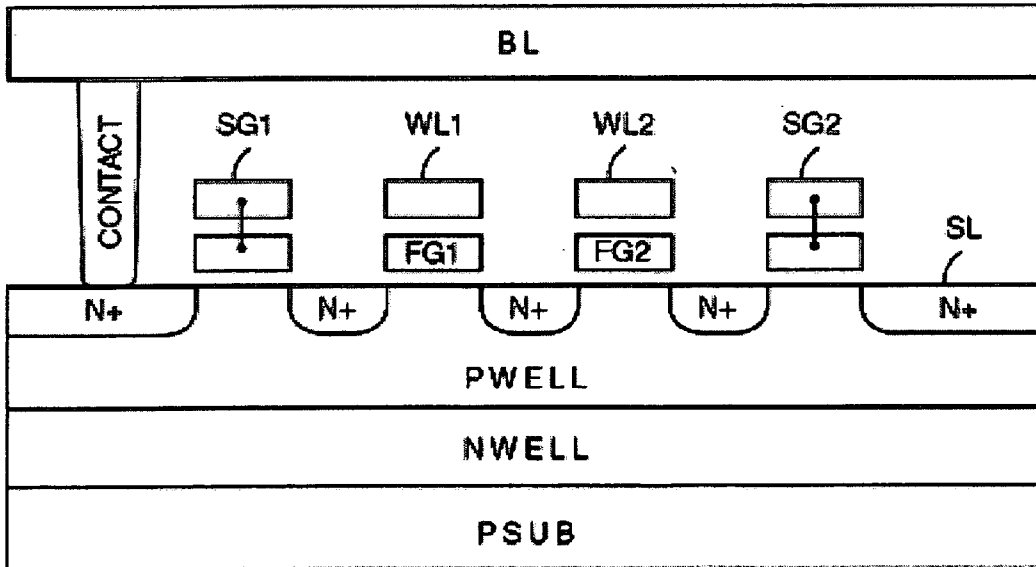 BL
CONTACT
SG1 WL1 WL2 SG2
SL
FG1 FG2
N+ N+ N+ N+ N+
PWELL
NWELL
PSUB